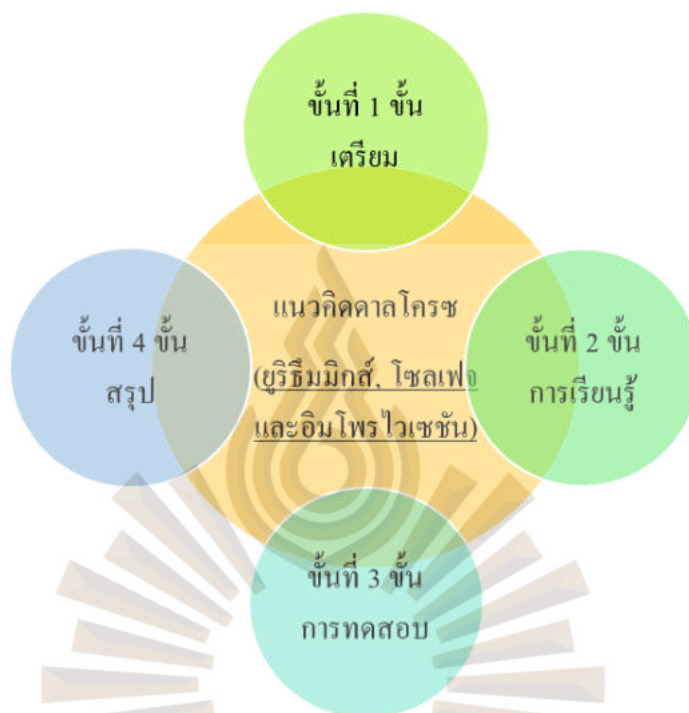 ขั้นที่ 1 ขั้น
เตรียม
แนวคิดดาลโครซ
(ยูริธึมมิกส์, โซลเฟจ
และอิมโพรไวเซชัน)
ขั้นที่ 2 ขั้น
การเรียนรู้
ขั้นที่ 3 ขั้น
การทดสอบ
ขั้นที่ 4 ขั้น
สรุป